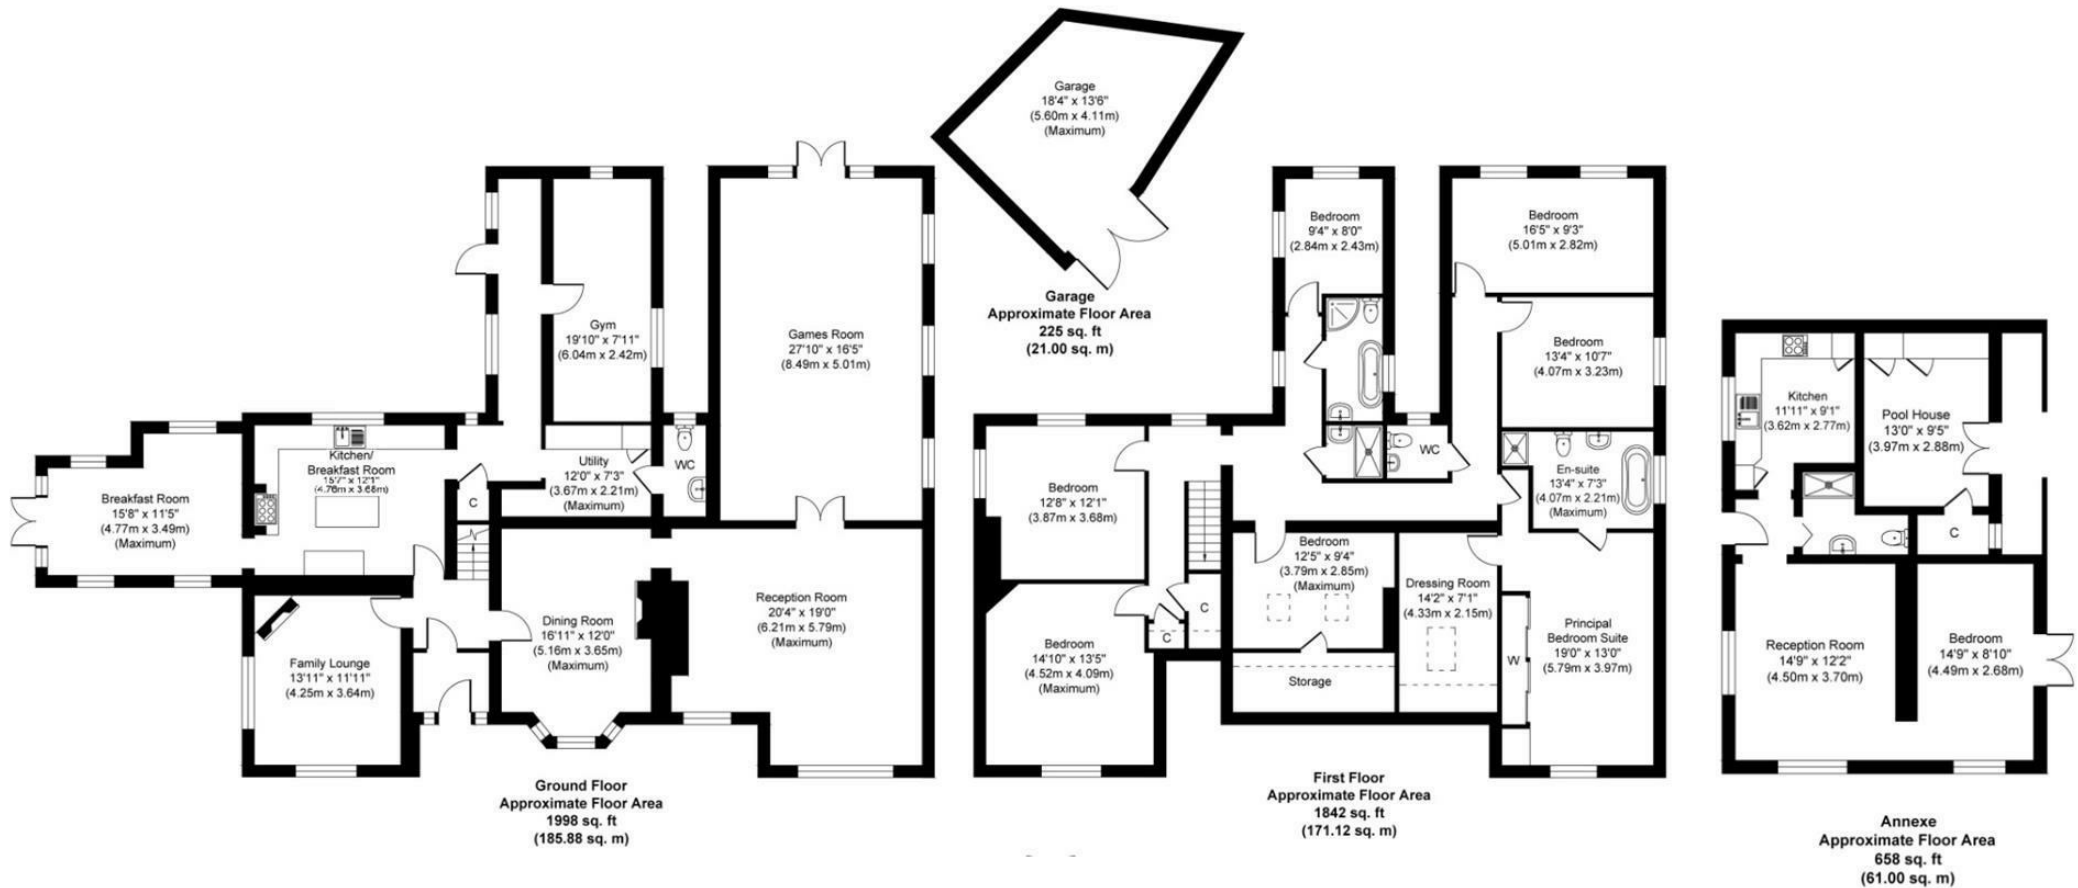 Garage
18'4" x 13'6"
(5.60m x 4.11m)
(Maximum)
Garage
Approximate Floor Area
225 sq. ft
(21.00 sq. m)
Gym
19'10" x 7'11"
(6.04m x 2.42m)
Games Room
27'10" x 16'5"
(8.49m x 5.01m)
Kitchen/
Breakfast Room
15'7" x 12'1"
(4.76m x 3.68m)
Breakfast Room
15'8" x 11'5"
(4.77m x 3.49m)
(Maximum)
C
Utility
12'0" x 7'3"
(3.67m x 2.21m)
(Maximum)
WC
Family Lounge
13'11" x 11'11"
(4.25m x 3.64m)
Dining Room
16'11" x 12'0"
(5.16m x 3.65m)
(Maximum)
Reception Room
20'4" x 19'0"
(6.21m x 5.79m)
(Maximum)
Ground Floor
Approximate Floor Area
1998 sq. ft
(185.88 sq. m)
Bedroom
9'4" x 8'0"
(2.84m x 2.43m)
Bedroom
16'5" x 9'3"
(5.01m x 2.82m)
Bedroom
13'4" x 10'7"
(4.07m x 3.23m)
WC
En-suite
13'4" x 7'3"
(4.07m x 2.21m)
(Maximum)
Bedroom
12'8" x 12'1"
(3.87m x 3.68m)
Bedroom
12'5" x 9'4"
(3.79m x 2.85m)
(Maximum)
Dressing Room
14'2" x 7'1"
(4.33m x 2.15m)
C
C
Bedroom
14'10" x 13'5"
(4.52m x 4.09m)
(Maximum)
Storage
W
Principal
Bedroom Suite
19'0" x 13'0"
(5.79m x 3.97m)
First Floor
Approximate Floor Area
1842 sq. ft
(171.12 sq. m)
Kitchen
11'11" x 9'1"
(3.62m x 2.77m)
Pool House
13'0" x 9'5"
(3.97m x 2.88m)
C
Reception Room
14'9" x 12'2"
(4.50m x 3.70m)
Bedroom
14'9" x 8'10"
(4.49m x 2.68m)
Annexe
Approximate Floor Area
658 sq. ft
(61.00 sq. m)